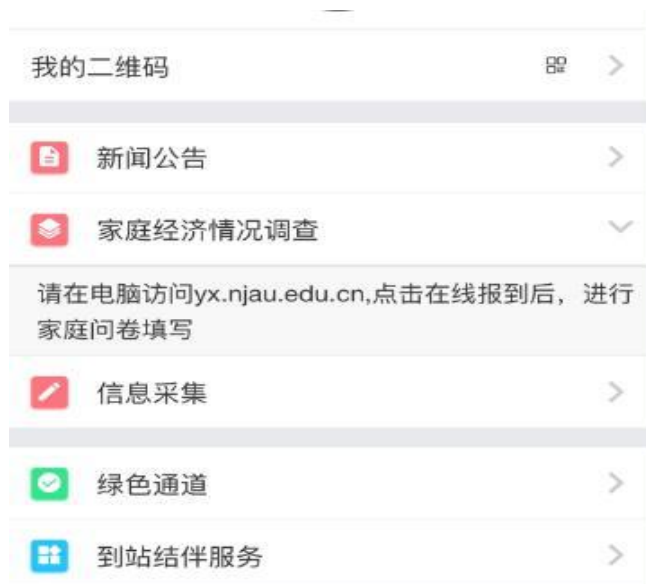 我的二维码
新闻公告
家庭经济情况调查
请在电脑访问yx.njau.edu.cn,点击在线报到后，进行
家庭问卷填写
信息采集
绿色通道
到站结伴服务